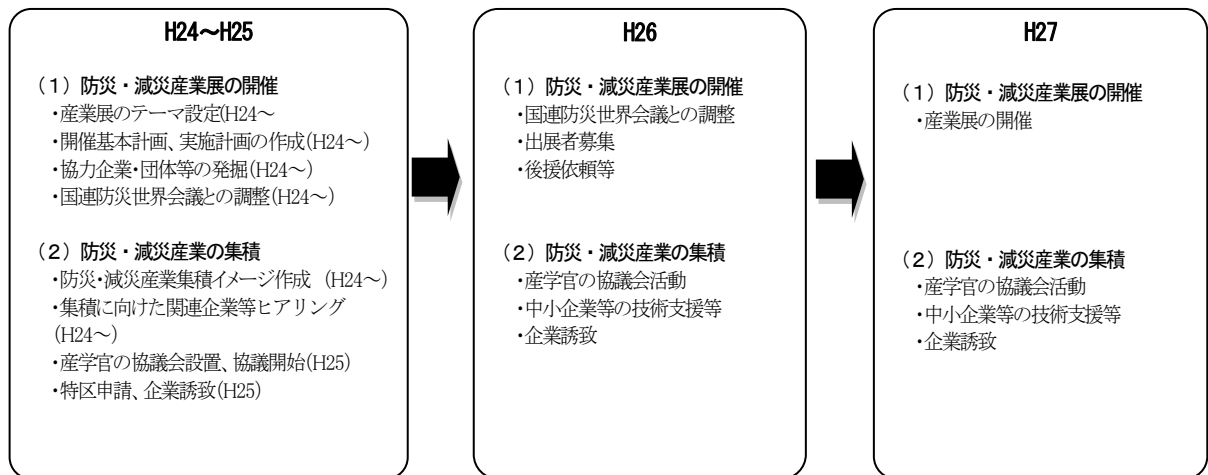 H24～H25
（１）防災・減災産業展の開催
・産業展のテーマ設定(H24～
・開催基本計画、実施計画の作成(H24～)
・協力企業・団体等の発掘(H24～)
・国連防災世界会議との調整(H24～)
（２）防災・減災産業の集積
・防災・減災産業集積イメージ作成 (H24～)
・集積に向けた関連企業等ヒアリング
(H24～)
・産学官の協議会設置、協議開始(H25)
・特区申請、企業誘致(H25)
H26
（１）防災・減災産業展の開催
・国連防災世界会議との調整
・出展者募集
・後援依頼等
（２）防災・減災産業の集積
・産学官の協議会活動
・中小企業等の技術支援等
・企業誘致
H27
（１）防災・減災産業展の開催
・産業展の開催
（２）防災・減災産業の集積
・産学官の協議会活動
・中小企業等の技術支援等
・企業誘致